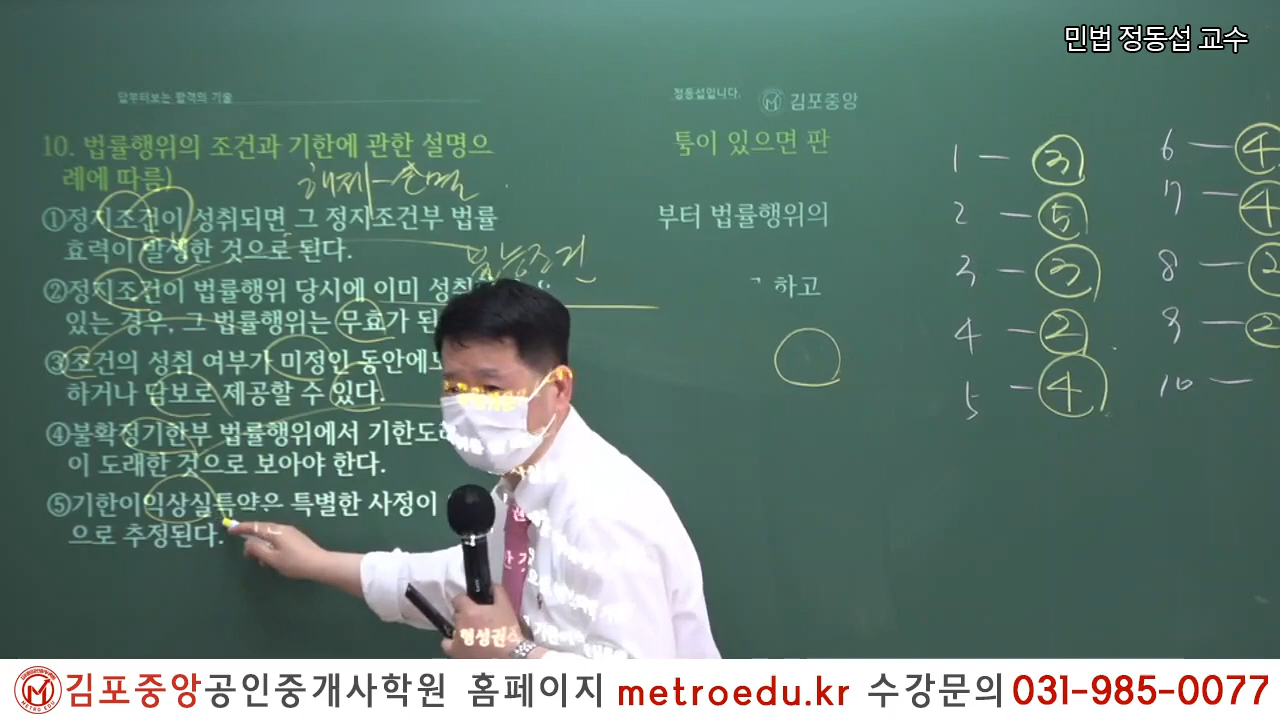 민법 정동섭 교수
답부터보는 합격의 기술
정동섭입니다.
김포중앙
10. 법률행위의 조건과 기한에 관한 설명으 툼이 있으면 판
례에 따름)
해제
①정지조건이 성취되면 그 정지조건부 법률 부터 법률행위의
효력이 발생한 것으로 된다.
불능조건
②정지조건이 법률행위 당시에 이미 성취 하고
있는 경우, 그 법률행위는 무효가 된
③조건의 성취 여부가 미정인 동안에도
하거나 담보로 제공할 수 있다.
④불확정기한부 법률행위에서 기한도래
이 도래한 것으로 보아야 한다.
⑤기한이익상실특약은 특별한 사정이
으로 추정된다.
형성권
1 - ③
2 - ⑤
3 - ③
4 - ②
5 - ④
6 - ④
7 - ④
8 - ②
9 - ②
10 -
김포중앙공인중개사학원 홈페이지 metroedu.kr 수강문의 031-985-0077
METRO EDU